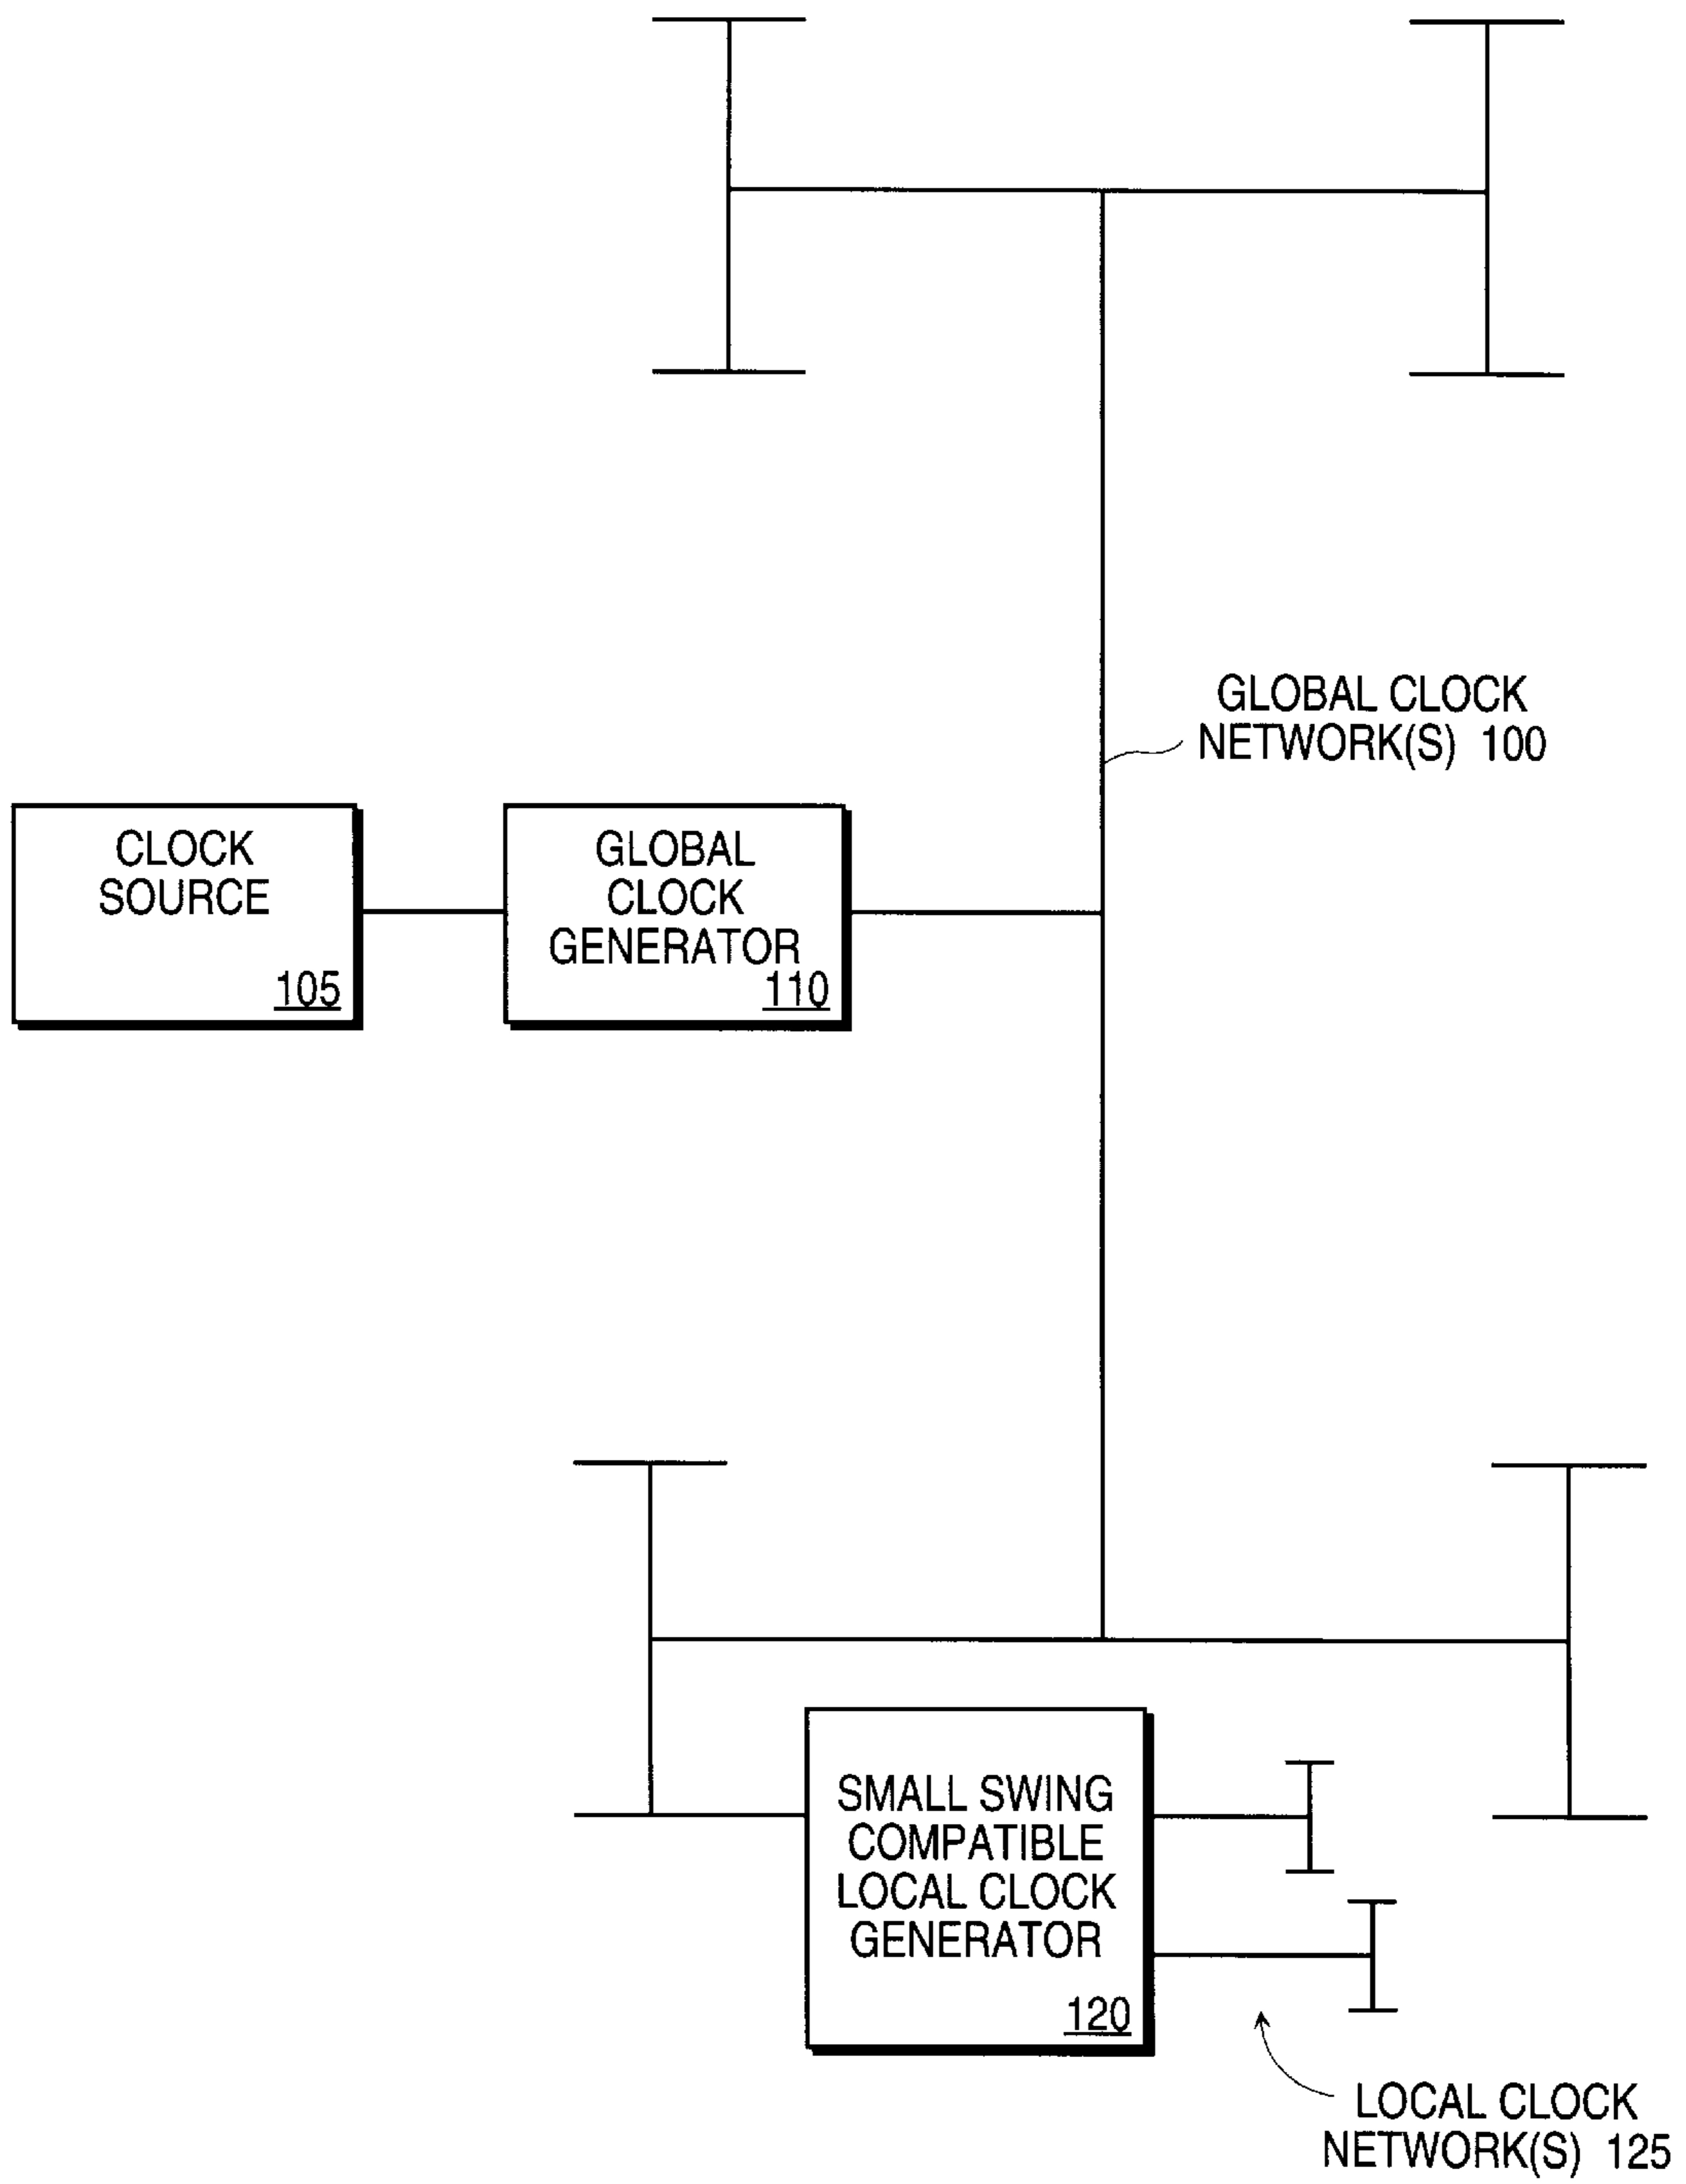 GLOBAL CLOCK
NETWORK(S) 100
CLOCK
SOURCE
105
GLOBAL
CLOCK
GENERATOR
110
SMALL SWING
COMPATIBLE
LOCAL CLOCK
GENERATOR
120
LOCAL CLOCK
NETWORK(S) 125